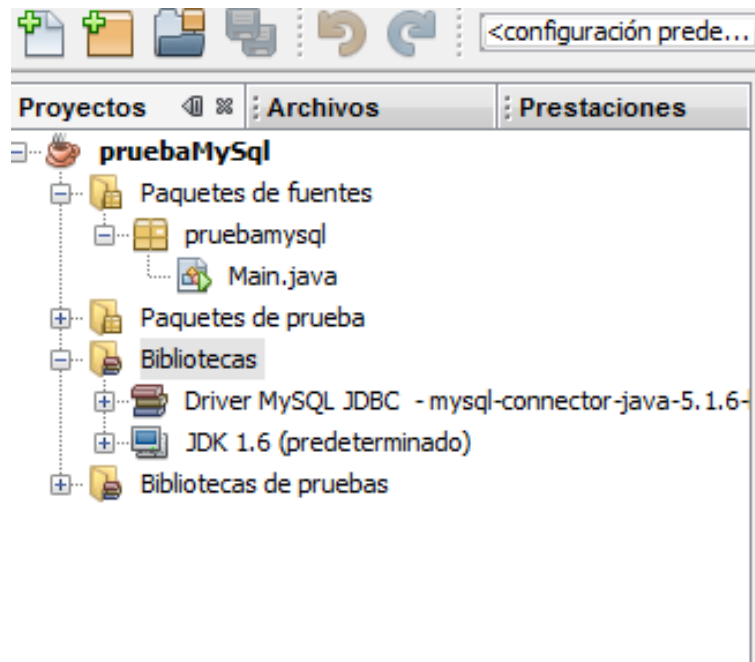 <configuración prede...
Proyectos Archivos Prestaciones
pruebaMySql
Paquetes de fuentes
pruebamysql
Main.java
Paquetes de prueba
Bibliotecas
Driver MySQL JDBC - mysql-connector-java-5.1.6-
JDK 1.6 (predeterminado)
Bibliotecas de pruebas